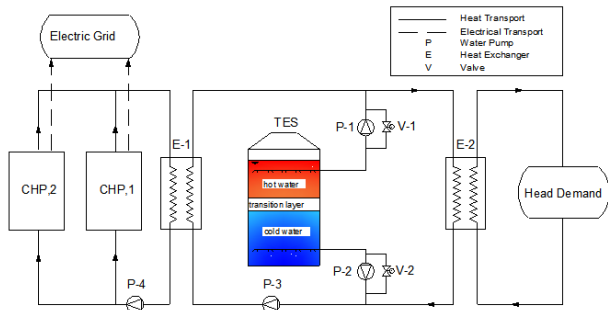 Electric Grid
Heat Transport
Electrical Transport
P Water Pump
E Heat Exchanger
V Valve
TES
P-1
V-1
E-1
E-2
CHP,2
CHP,1
hot water
transition layer
cold water
Head Demand
P-2
V-2
P-4
P-3